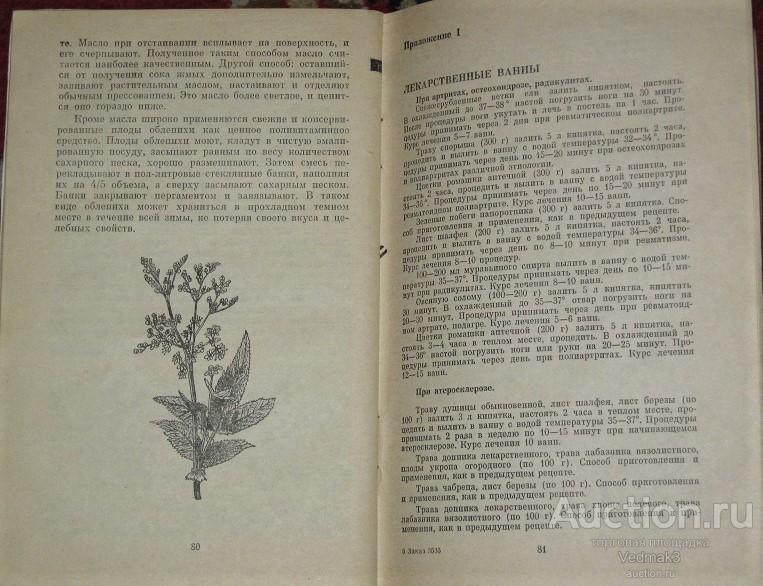 те. Масло при отстаивании всплывает на поверхность, и
его счерпывают. Полученное таким способом масло счи-
тается наиболее качественным. Другой способ: оставший-
ся от получения сока жмых дополнительно измельчают,
заливают растительным маслом, настаивают и отделяют
обычным прессованием. Это масло более светлое, и ценит-
ся оно гораздо ниже.
Кроме масла широко применяются свежие и консерви-
рованные плоды облепихи как ценное поливитаминное
средство. Плоды облепихи моют, кладут в чистую эмали-
рованную посуду, засыпают равным по весу количеством
сахарного песка, хорошо размешивают. Затем смесь пе-
рекладывают в пол-литровые стеклянные банки, наполняя
их на 4/5 объема, а сверху засыпают сахарным песком.
Банки закрывают пергаментом и завязывают. В таком
виде облепиха может храниться в прохладном темном
месте в течение всей зимы, не потеряв своего вкуса и це-
лебных свойств.
80
Приложение 1
ЛЕКАРСТВЕННЫЕ ВАННЫ
При артритах, остеохондрозе, радикулитах.
Свежесрубленные ветки ели залить кипятком, настоять.
В охлажденный до 37—38° настой погрузить ноги на 30 минут.
После процедуры ноги укутать и лечь в постель на 1 час. Про-
цедуры принимать через 2 дня при ревматическом полиартрите.
Курс лечения 5—7 ванн.
Траву спорыша (300 г) залить 5 л кипятка, настоять 2 часа,
процедить и вылить в ванну с водой температуры 32—34°. Про-
цедуры принимать через день по 15—20 минут при остеохондрозах
и полиартритах различной этиологии.
Цветки ромашки аптечной (300 г) залить 5 л кипятка, на-
стоять 2 часа, процедить и вылить в ванну с водой температуры
34—36°. Процедуры принимать через день по 15—20 минут при
ревматоидном полиартрите. Курс лечения 10—15 ванн.
Зеленые побеги папоротника (300 г) залить 5 л кипятка. Спо-
соб приготовления и применения, как в предыдущем рецепте.
Лист шалфея (200 г) залить 5 л кипятка, настоять 2 часа,
процедить и вылить в ванну с водой температуры 34—36°. Про-
цедуры принимать через день по 8—10 минут при ревматизме.
Курс лечения 8—10 процедур.
100—200 мл муравьиного спирта вылить в ванну с водой тем-
пературы 35—37°. Процедуры принимать через день по 10—15 ми-
нут при радикулитах. Курс лечения 8—10 ванн.
Овсяную солому (100—200 г) залить 5 л кипятка, кипятить
30 минут. В охлажденный до 35—37° отвар погрузить ноги на
20—30 минут. Процедуры принимать через день при ревматоид-
ном артрите, подагре. Курс лечения 5—6 ванн.
Цветки ромашки аптечной (200 г) залить 5 л кипятка, на-
стоять 3—4 часа в теплом месте, процедить. В охлажденный до
34—36° настой погрузить ноги или руки на 20—25 минут. Про-
цедуры принимать через день при полиартритах. Курс лечения
12—15 ванн.
При атеросклерозе.
Траву душицы обыкновенной, лист шалфея, лист березы (по
100 г) залить 3 л кипятка, настоять 2 часа в теплом месте, про-
цедить и вылить в ванну с водой температуры 35—37°. Процедуры
принимать 2 раза в неделю по 10—15 минут при начинающемся
атеросклерозе. Курс лечения 10 ванн.
Трава донника лекарственного, трава лабазника вязолистного,
плоды укропа огородного (по 100 г). Способ приготовления и
применения, как в предыдущем рецепте.
Трава чабреца, лист березы (по 100 г). Способ приготовления
и применения, как в предыдущем рецепте.
Трава донника лекарственного, трава трава
лабазника вязолистного (по 100 г). Способ приготовления и при-
менения, как в предыдущем рецепте.
6 Заказ 3535
81
Auction.ru
торговая площадка
Vedmak3
auction.ru